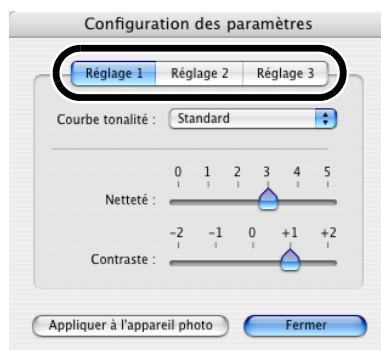 Configuration des paramètres
Réglage 1 Réglage 2 Réglage 3
Courbe tonalité : Standard
0 1 2 3 4 5
Netteté :
-2 -1 0 +1 +2
Contraste :
Appliquer à l'appareil photo Fermer